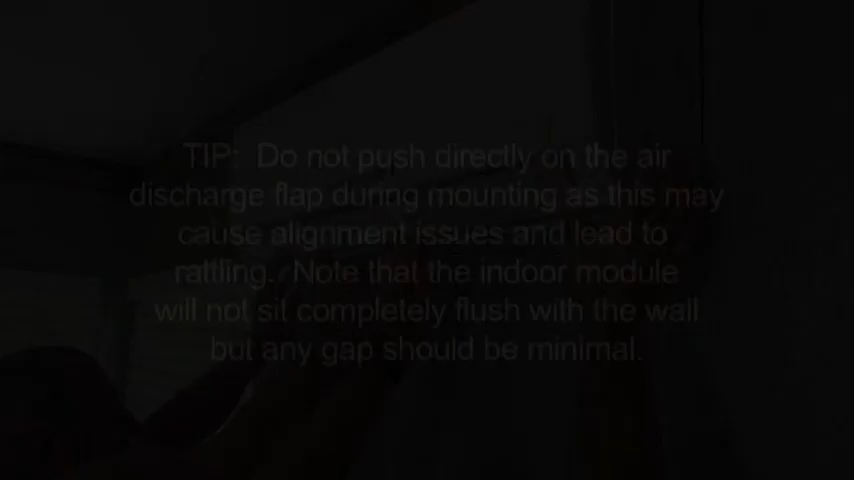 TIP:  Do not push directly on the air
discharge flap during mounting as this may
cause alignment issues and lead to
rattling.  Note that the indoor module
will not sit completely flush with the wall
but any gap should be minimal.